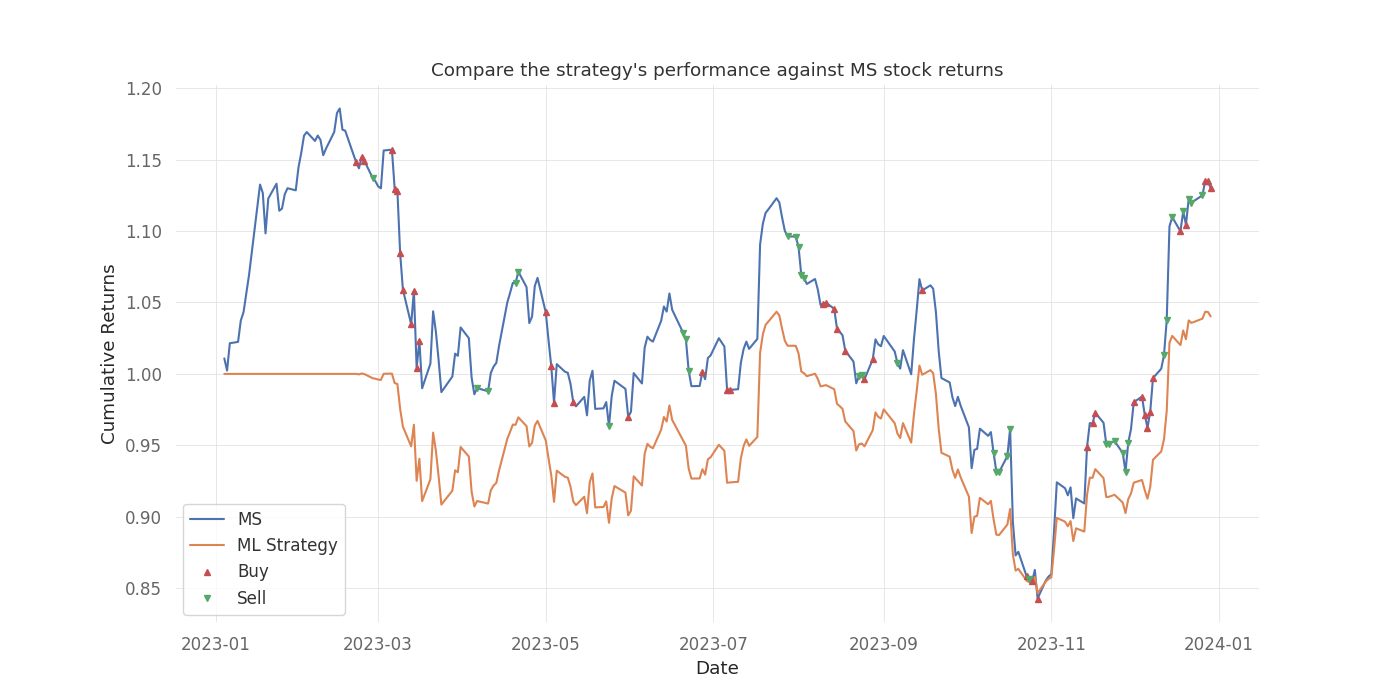 Compare the strategy's performance against MS stock returns
1.20
1.15
1.10
1.05
1.00
0.95
0.90
0.85
Cumulative Returns
MS
ML Strategy
Buy
Sell
2023-01 2023-03 2023-05 2023-07 2023-09 2023-11 2024-01
Date